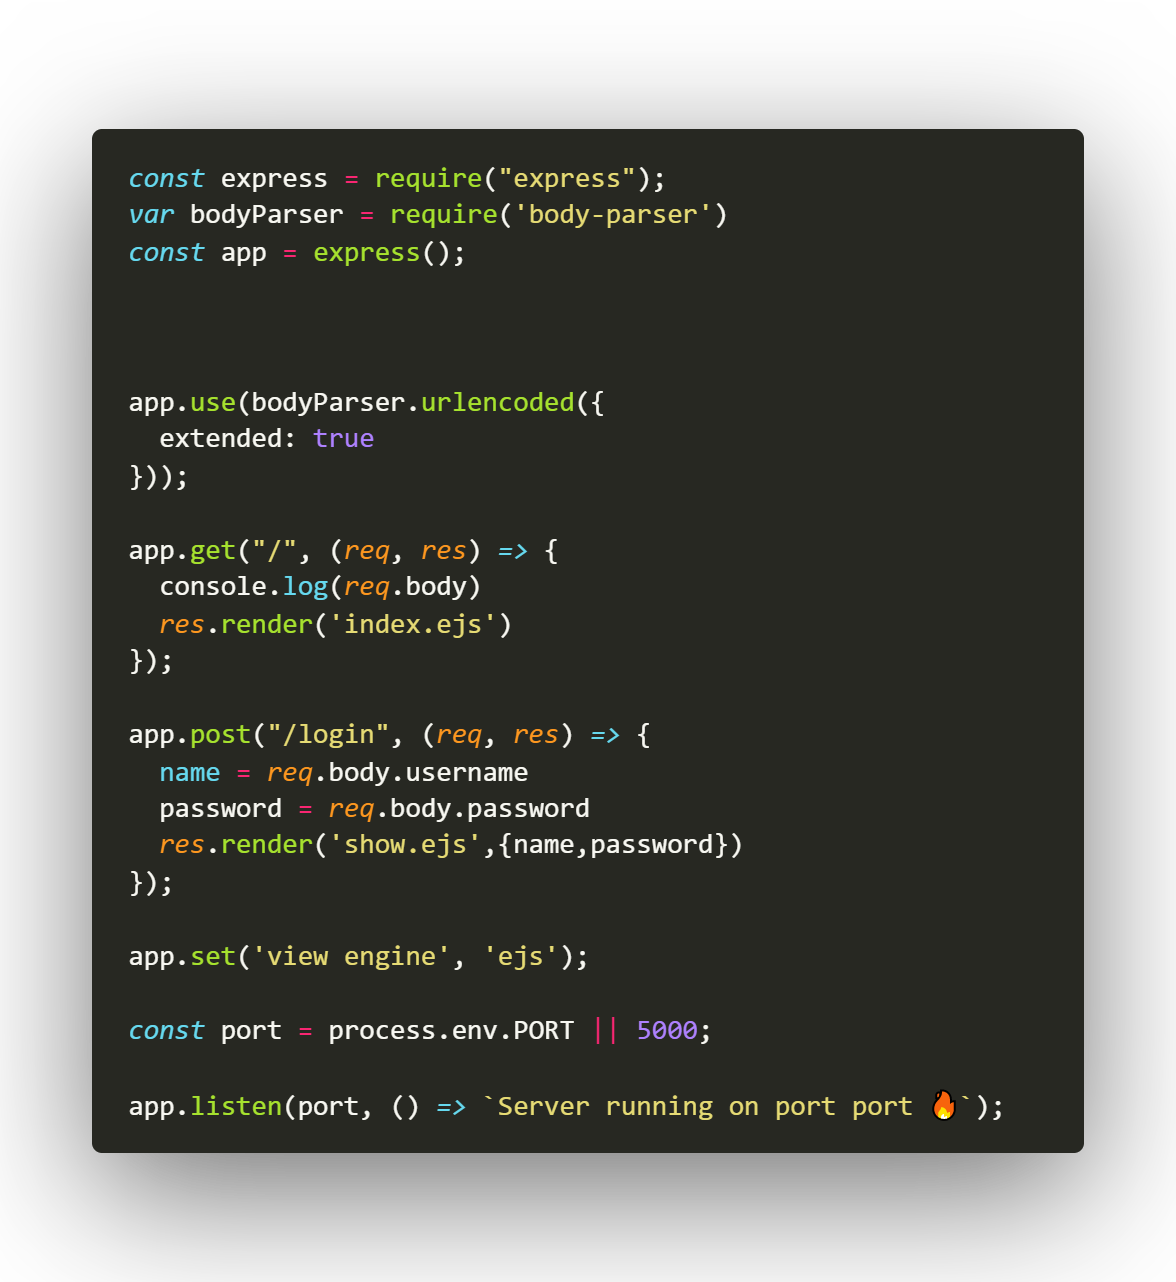 const express = require("express");
var bodyParser = require('body-parser')
const app = express();
app.use(bodyParser.urlencoded({
  extended: true
}));
app.get("/", (req, res) => {
  console.log(req.body)
  res.render('index.ejs')
});
app.post("/login", (req, res) => {
  name = req.body.username
  password = req.body.password
  res.render('show.ejs',{name,password})
});
app.set('view engine', 'ejs');
const port = process.env.PORT || 5000;
app.listen(port, () => `Server running on port port 🔥`);